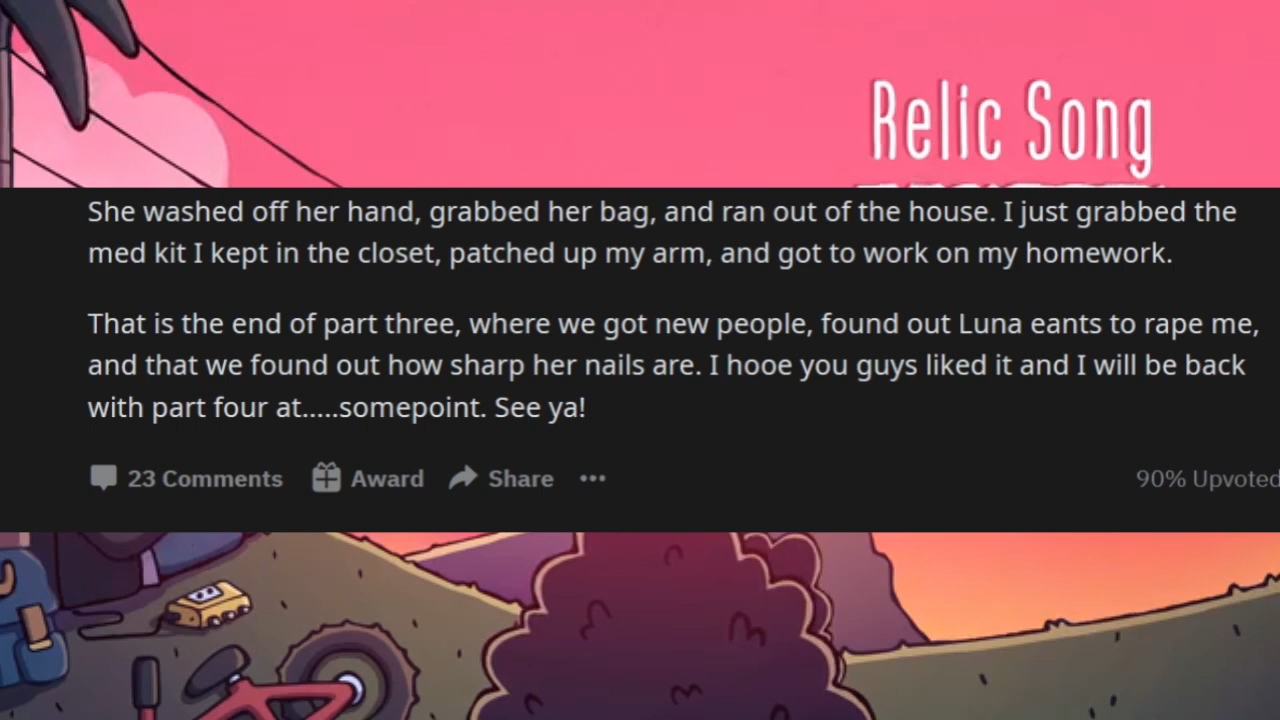 Relic Song
She washed off her hand, grabbed her bag, and ran out of the house. I just grabbed the
med kit I kept in the closet, patched up my arm, and got to work on my homework.
That is the end of part three, where we got new people, found out Luna eants to rape me,
and that we found out how sharp her nails are. I hooe you guys liked it and I will be back
with part four at.....somepoint. See ya!
23 Comments Award Share ••• 90% Upvoted